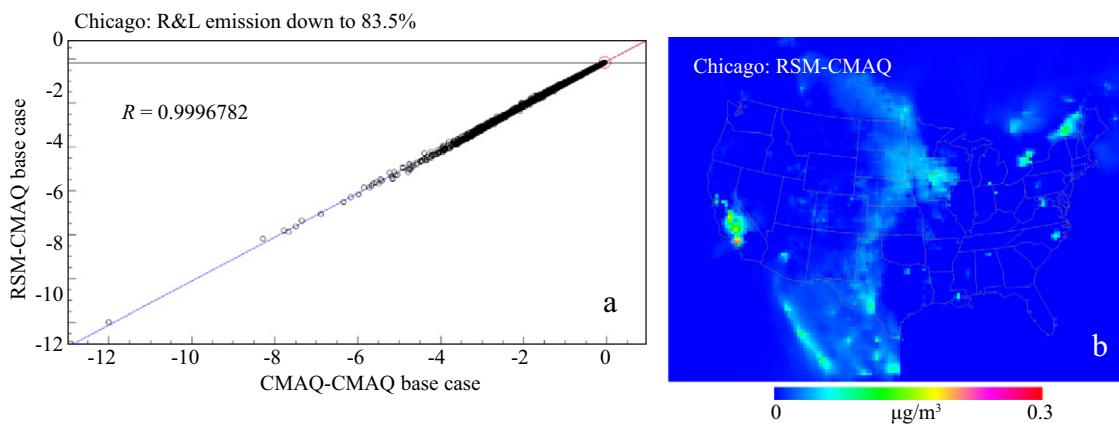 Chicago: R&L emission down to 83.5%
0
-2
-4
-6
-8
-10
-12
RSM-CMAQ base case
R = 0.9996782
a
-12 -10 -8 -6 -4 -2 0
CMAQ-CMAQ base case
Chicago: RSM-CMAQ
b
0 μg/m³ 0.3